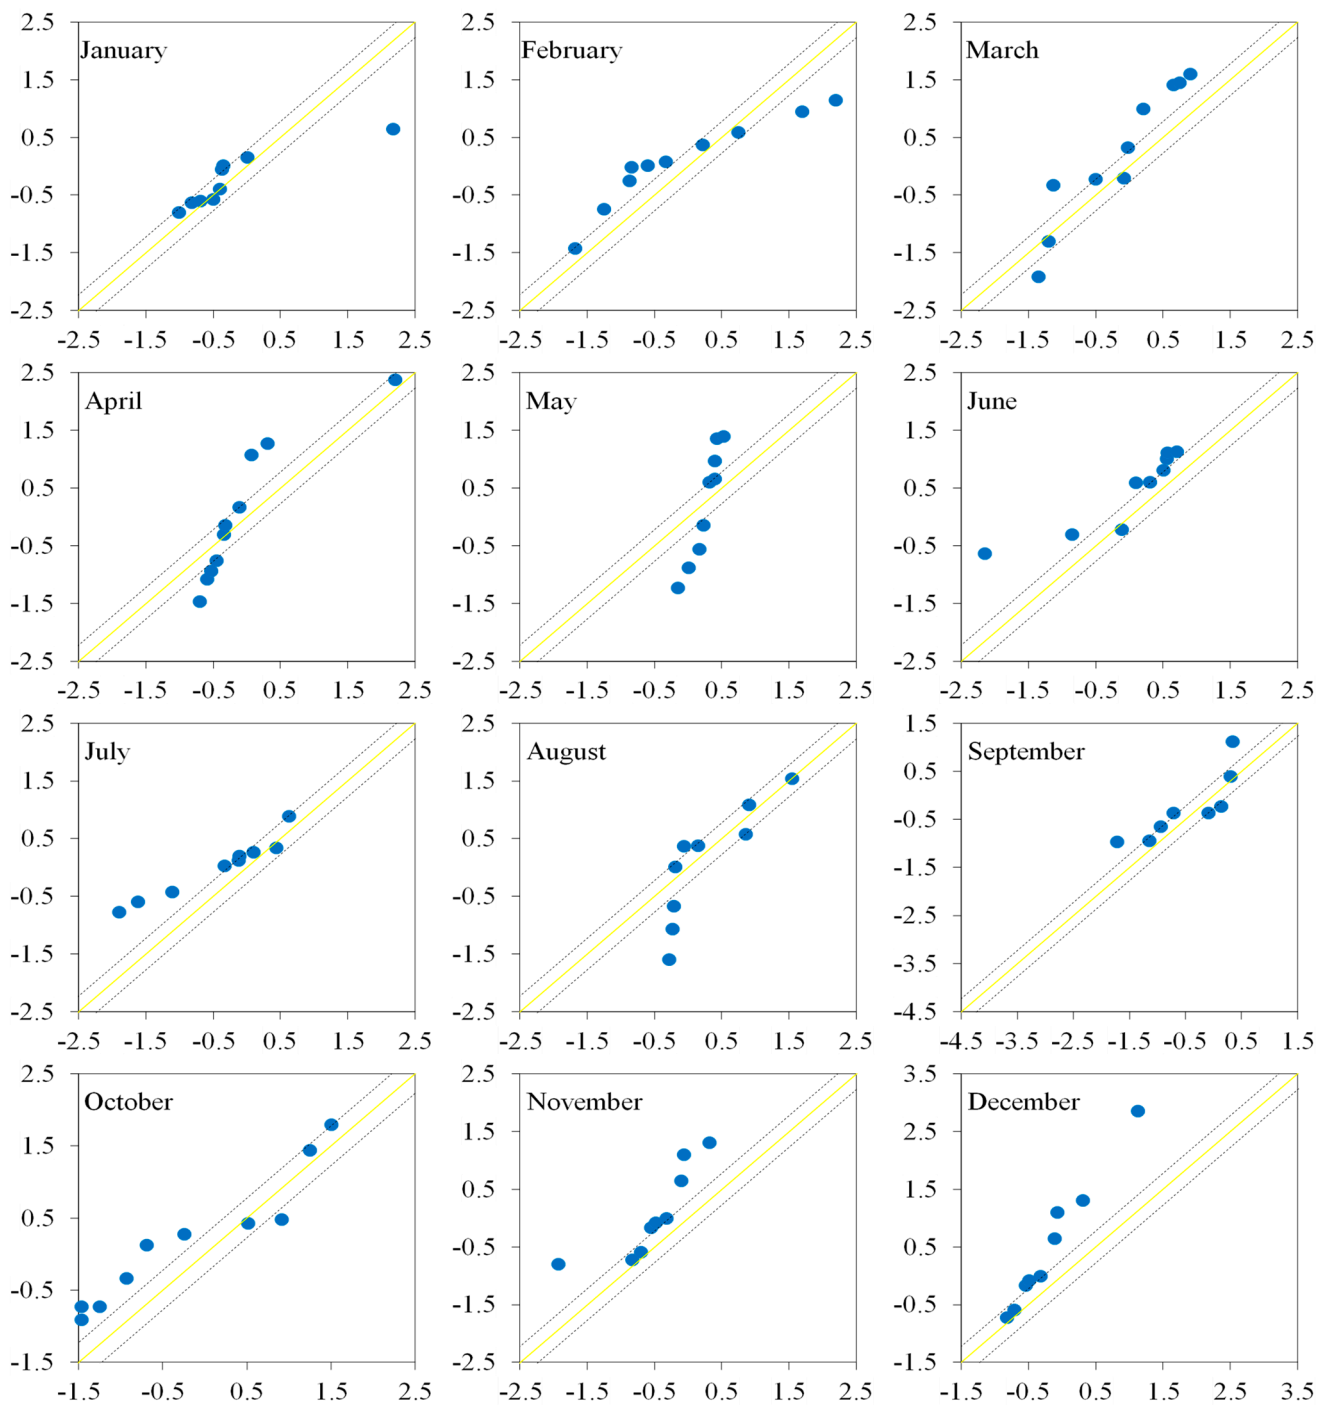 2.5 2.5 2.5
January February March
1.5 1.5 1.5
0.5 0.5 0.5
-0.5 -0.5 -0.5
-1.5 -1.5 -1.5
-2.5 -2.5 -2.5
-2.5 -1.5 -0.5 0.5 1.5 2.5 -2.5 -1.5 -0.5 0.5 1.5 2.5 -2.5 -1.5 -0.5 0.5 1.5 2.5
2.5 2.5 2.5
April May June
1.5 1.5 1.5
0.5 0.5 0.5
-0.5 -0.5 -0.5
-1.5 -1.5 -1.5
-2.5 -2.5 -2.5
-2.5 -1.5 -0.5 0.5 1.5 2.5 -2.5 -1.5 -0.5 0.5 1.5 2.5 -2.5 -1.5 -0.5 0.5 1.5 2.5
2.5 2.5 1.5
July August September
1.5 1.5 0.5
0.5 0.5 -0.5
-0.5 -0.5 -1.5
-1.5 -1.5 -2.5
-2.5 -2.5 -3.5
-4.5
-2.5 -1.5 -0.5 0.5 1.5 2.5 -2.5 -1.5 -0.5 0.5 1.5 2.5 -4.5 -3.5 -2.5 -1.5 -0.5 0.5 1.5
2.5 2.5 3.5
October November December
1.5 1.5 2.5
0.5 0.5 1.5
-0.5 -0.5 0.5
-1.5 -1.5 -0.5
-2.5 -1.5
-1.5 -0.5 0.5 1.5 2.5 -2.5 -1.5 -0.5 0.5 1.5 2.5 -1.5 -0.5 0.5 1.5 2.5 3.5